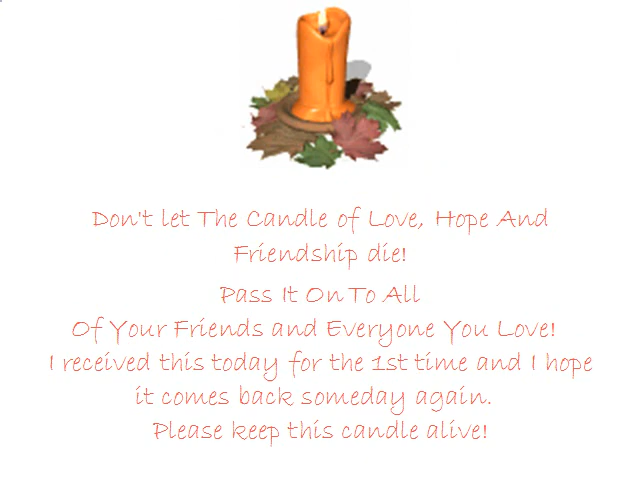 Don't let The Candle of Love, Hope And
Friendship die!
Pass It On To All
Of Your Friends and Everyone You Love!
I received this today for the 1st time and I hope
it comes back someday again.
Please keep this candle alive!